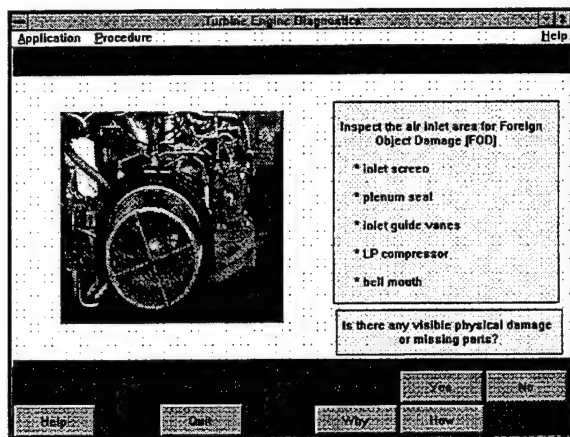 Turbine Engine Diagnostics
Application Procedure Help
Inspect the air inlet area for Foreign
Object Damage [FOD]
* inlet screen
* plenum seal
* inlet guide vanes
* LP compressor
* bell mouth
Is there any visible physical damage
or missing parts?
Yes No
Help Quit Why How